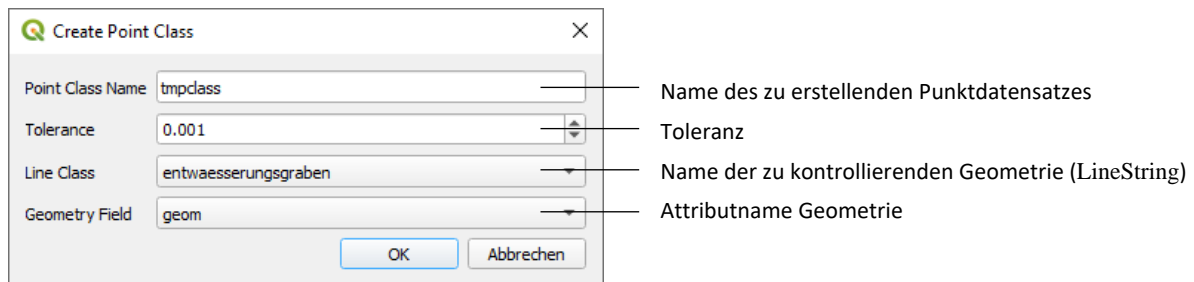 Create Point Class
Point Class Name tmpclass Name des zu erstellenden Punktdatensatzes
Tolerance 0.001 Toleranz
Line Class entwaesserungsgraben Name der zu kontrollierenden Geometrie (LineString)
Geometry Field geom Attributname Geometrie
OK Abbrechen